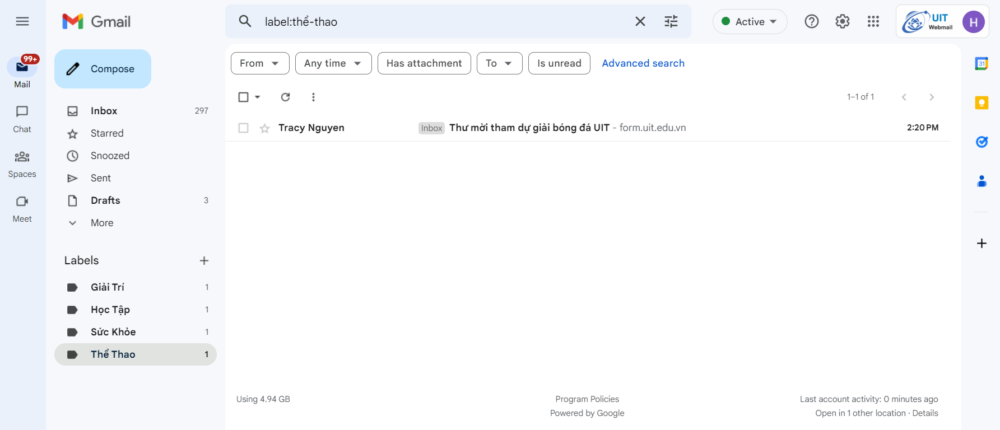 Gmail
label:thể-thao
Active
UIT
Webmail
H
99+
Mail
Chat
Spaces
Meet
Compose
Inbox 297
Starred
Snoozed
Sent
Drafts 3
More
Labels
Giải Trí 1
Học Tập 1
Sức Khỏe 1
Thể Thao 1
From Any time Has attachment To Is unread Advanced search
1–1 of 1
Tracy Nguyen Inbox Thư mời tham dự giải bóng đá UIT - form.uit.edu.vn 2:20 PM
Using 4.94 GB
Program Policies
Powered by Google
Last account activity: 0 minutes ago
Open in 1 other location · Details
31